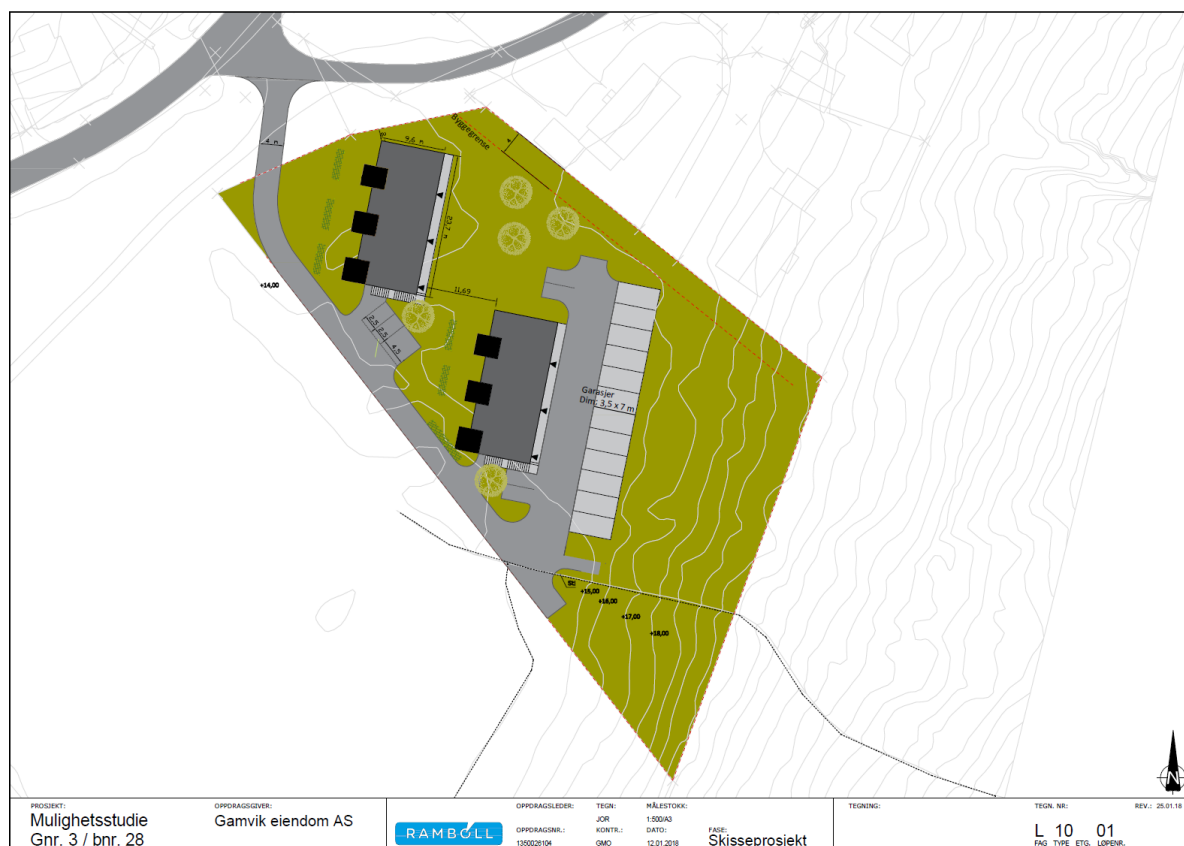 Byggegrense
4
9,6 m
4 m
23,7 m
+14,00
11,69
2,5
2,5
4,5
Garasjer
Dim: 3,5 x 7 m
+15,00
+16,00
+17,00
+18,00
N
PROSJEKT:
Mulighetsstudie
Gnr. 3 / bnr. 28
OPPDRAGSGIVER:
Gamvik eiendom AS
RAMBOLL
OPPDRAGSLEDER:
OPPDRAGSNR.:
1350026104
TEGN:
JOR
KONTR.:
GMO
MÅLESTOKK:
1:500/A3
DATO:
12.01.2018
FASE:
Skisseprosjekt
TEGNING:
TEGN. NR:
L 10 01
FAG TYPE ETG. LØPENR.
REV.: 25.01.18